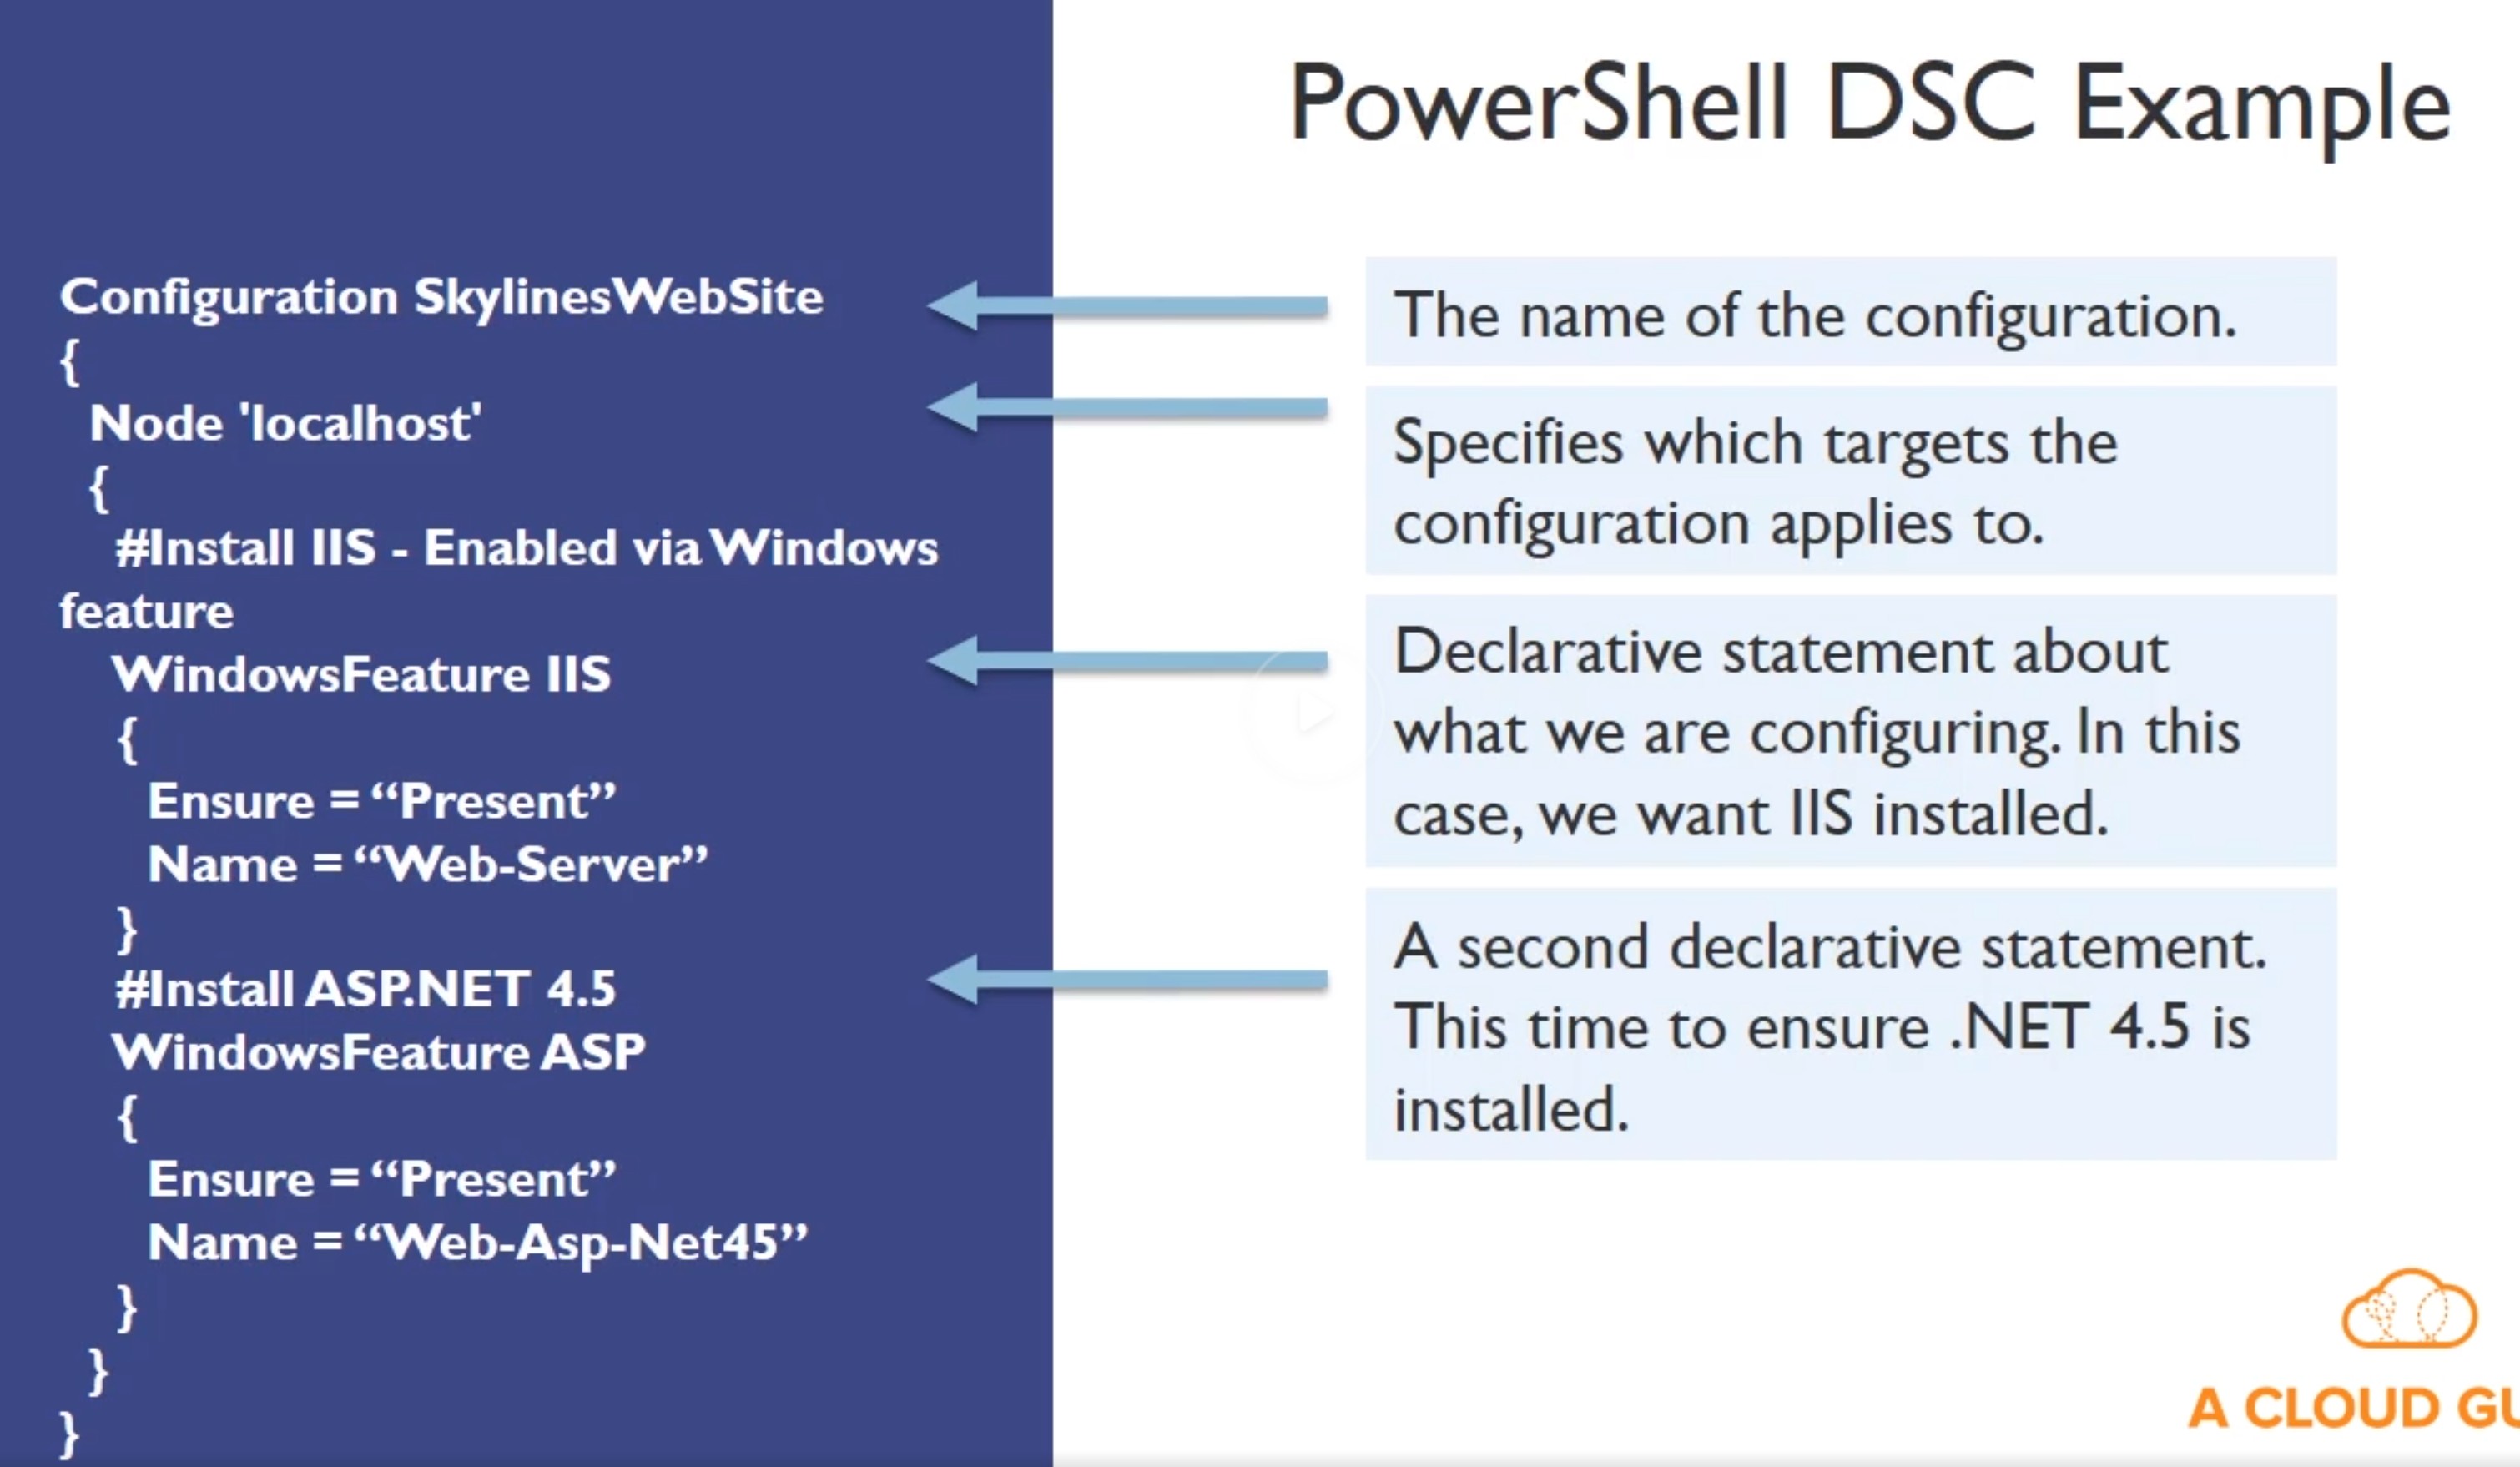 PowerShell DSC Example
Configuration SkylinesWebSite
{
Node 'localhost'
{
#Install IIS - Enabled via Windows
feature
WindowsFeature IIS
{
Ensure = “Present”
Name = “Web-Server”
}
#Install ASP.NET 4.5
WindowsFeature ASP
{
Ensure = “Present”
Name = “Web-Asp-Net45”
}
}
}
The name of the configuration.
Specifies which targets the
configuration applies to.
Declarative statement about
what we are configuring. In this
case, we want IIS installed.
A second declarative statement.
This time to ensure .NET 4.5 is
installed.
A CLOUD GU